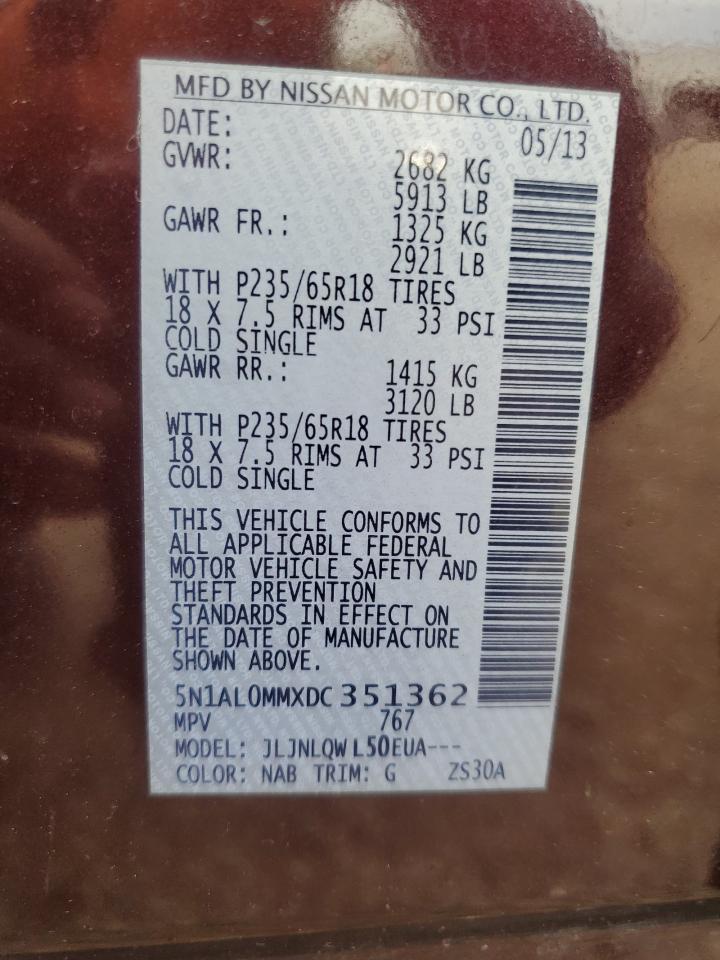 MFD BY NISSAN MOTOR CO., LTD.
DATE: 05/13
GVWR: 2682 KG
5913 LB
GAWR FR.: 1325 KG
2921 LB
WITH P235/65R18 TIRES
18 X 7.5 RIMS AT 33 PSI
COLD SINGLE
GAWR RR.: 1415 KG
3120 LB
WITH P235/65R18 TIRES
18 X 7.5 RIMS AT 33 PSI
COLD SINGLE
THIS VEHICLE CONFORMS TO
ALL APPLICABLE FEDERAL
MOTOR VEHICLE SAFETY AND
THEFT PREVENTION
STANDARDS IN EFFECT ON
THE DATE OF MANUFACTURE
SHOWN ABOVE.
5N1AL0MMXDC 351362
MPV 767
MODEL: JLJNLQW L50EUA---
COLOR: NAB TRIM: G ZS30A